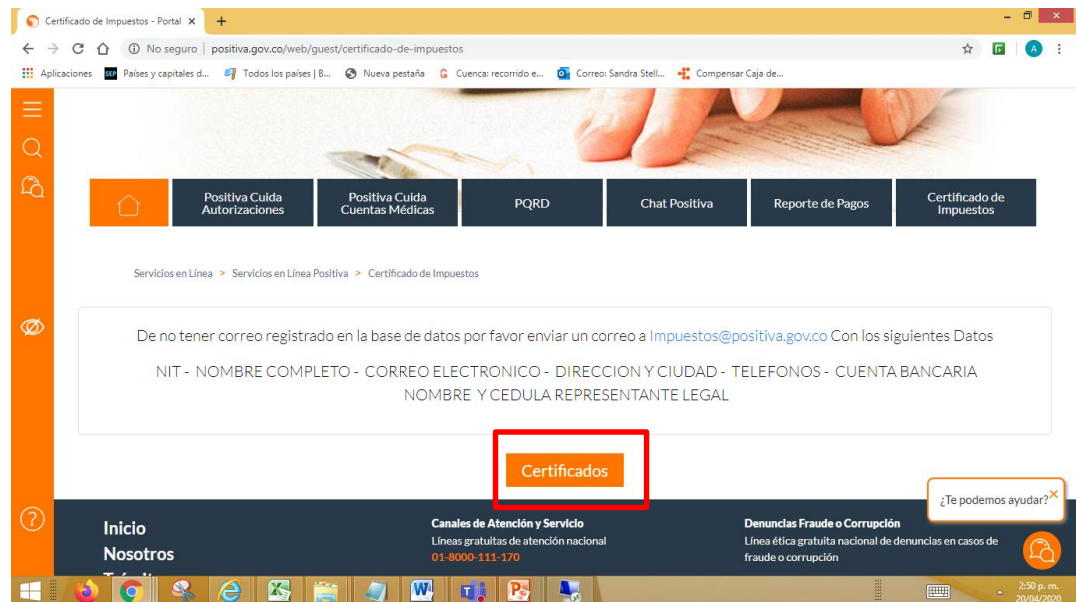 Certificado de Impuestos - Portal
No seguro | positiva.gov.co/web/guest/certificado-de-impuestos
A
Aplicaciones
SEP Países y capitales d...
Todos los países | B...
Nueva pestaña
Cuenca: recorrido e...
Correo: Sandra Stell...
Compensar Caja de...
Positiva Cuida
Autorizaciones
Positiva Cuida
Cuentas Médicas
PQRD
Chat Positiva
Reporte de Pagos
Certificado de
Impuestos
Servicios en Línea > Servicios en Línea Positiva > Certificado de Impuestos
De no tener correo registrado en la base de datos por favor enviar un correo a Impuestos@positiva.gov.co Con los siguientes Datos
NIT - NOMBRE COMPLETO - CORREO ELECTRONICO - DIRECCION Y CIUDAD - TELEFONOS - CUENTA BANCARIA
NOMBRE Y CEDULA REPRESENTANTE LEGAL
Certificados
¿Te podemos ayudar?
Inicio
Nosotros
Canales de Atención y Servicio
Líneas gratuitas de atención nacional
01-8000-111-170
Denuncias Fraude o Corrupción
Línea ética gratuita nacional de denuncias en casos de
fraude o corrupción
2:50 p. m.
20/04/2020